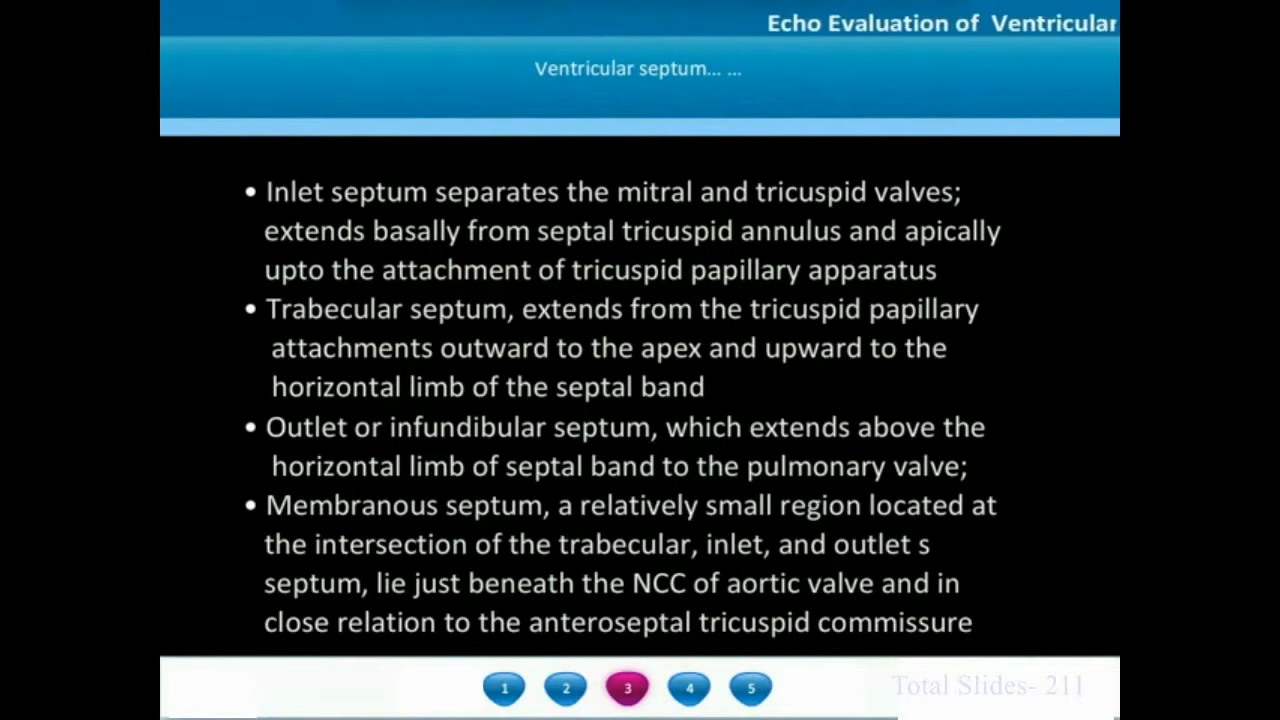 Echo Evaluation of Ventricular
Ventricular septum... ...
• Inlet septum separates the mitral and tricuspid valves;
extends basally from septal tricuspid annulus and apically
upto the attachment of tricuspid papillary apparatus
• Trabecular septum, extends from the tricuspid papillary
attachments outward to the apex and upward to the
horizontal limb of the septal band
• Outlet or infundibular septum, which extends above the
horizontal limb of septal band to the pulmonary valve;
• Membranous septum, a relatively small region located at
the intersection of the trabecular, inlet, and outlet s
septum, lie just beneath the NCC of aortic valve and in
close relation to the anteroseptal tricuspid commissure
1 2 3 4 5
Total Slides- 211